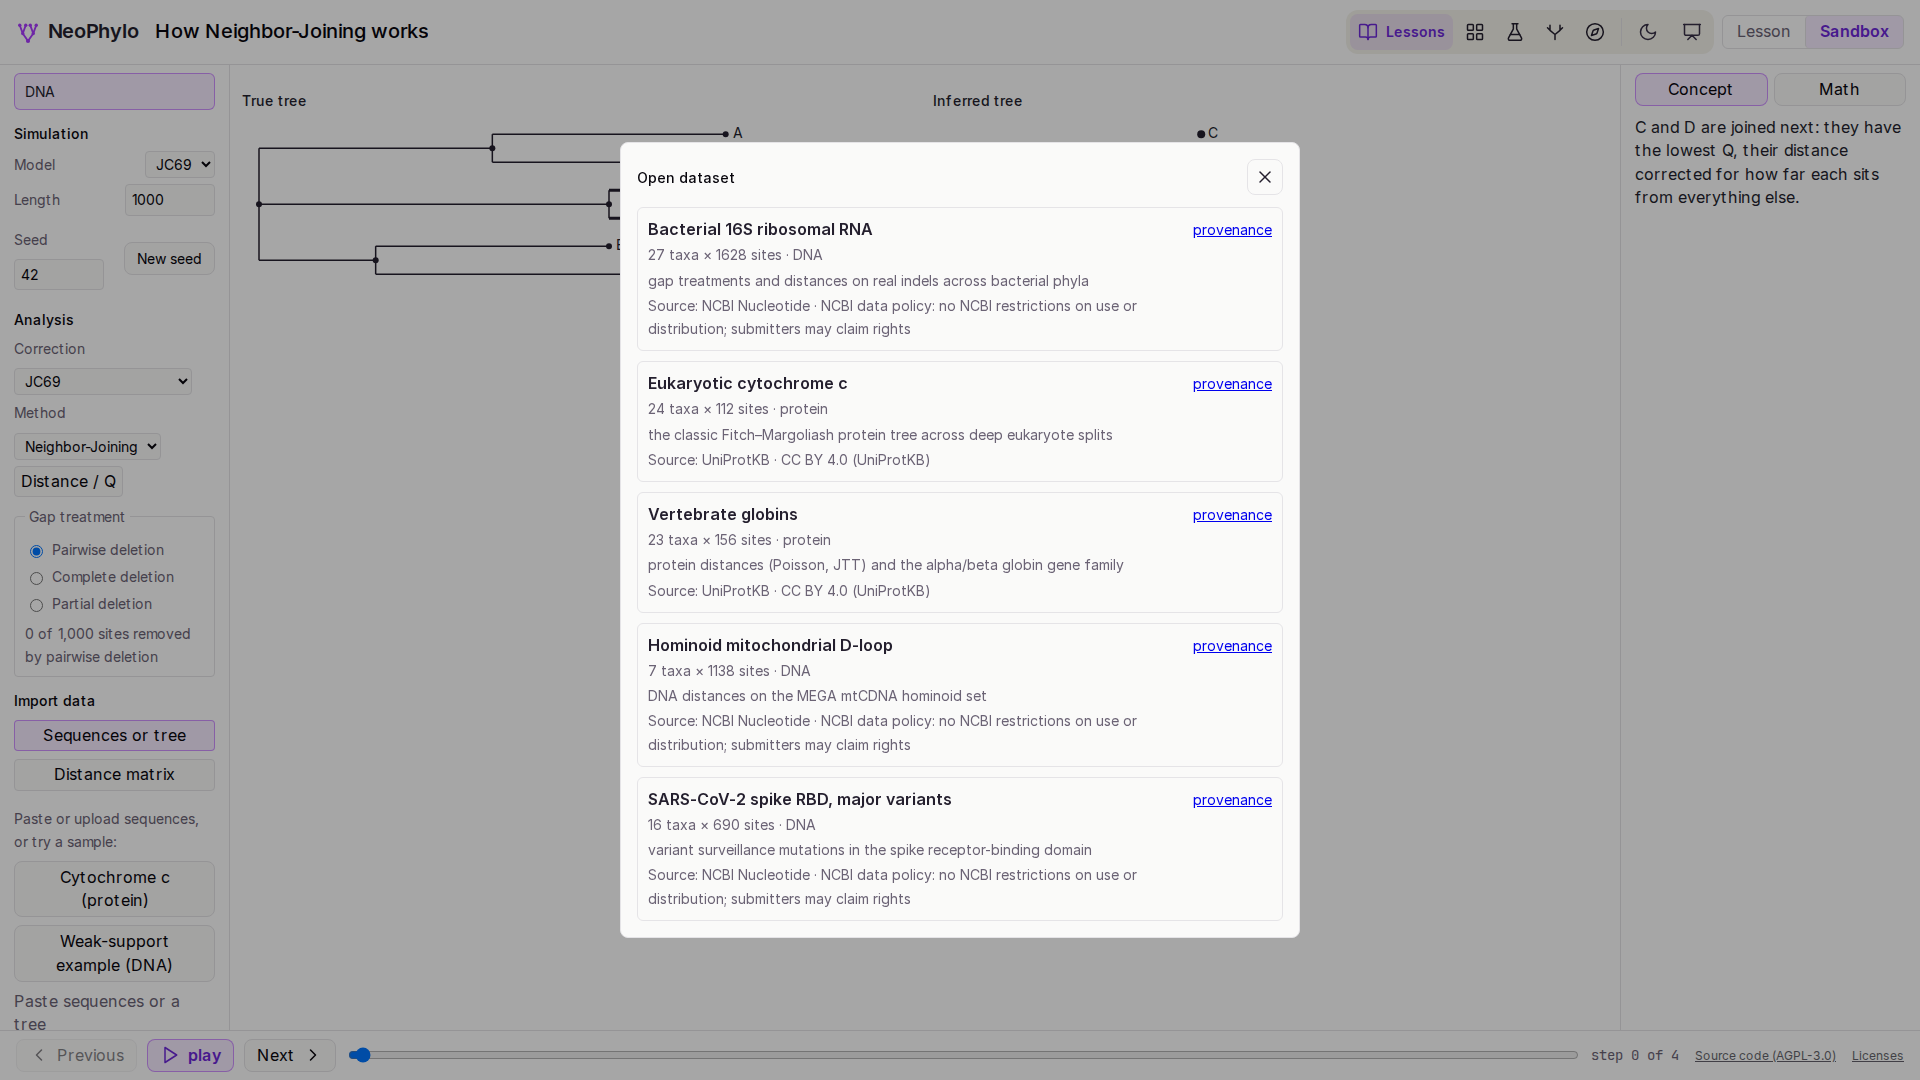 NeoPhylo How Neighbor-Joining works
Lessons
Lesson Sandbox
DNA
Simulation
Model JC69
Length 1000
Seed
42 New seed
Analysis
Correction
JC69
Method
Neighbor-Joining
Distance / Q
Gap treatment
Pairwise deletion
Complete deletion
Partial deletion
0 of 1,000 sites removed
by pairwise deletion
Import data
Sequences or tree
Distance matrix
Paste or upload sequences,
or try a sample:
Cytochrome c
(protein)
Weak-support
example (DNA)
Paste sequences or a
tree
True tree
A
Inferred tree
C
Open dataset
Bacterial 16S ribosomal RNA provenance
27 taxa × 1628 sites · DNA
gap treatments and distances on real indels across bacterial phyla
Source: NCBI Nucleotide · NCBI data policy: no NCBI restrictions on use or
distribution; submitters may claim rights
Eukaryotic cytochrome c provenance
24 taxa × 112 sites · protein
the classic Fitch–Margoliash protein tree across deep eukaryote splits
Source: UniProtKB · CC BY 4.0 (UniProtKB)
Vertebrate globins provenance
23 taxa × 156 sites · protein
protein distances (Poisson, JTT) and the alpha/beta globin gene family
Source: UniProtKB · CC BY 4.0 (UniProtKB)
Hominoid mitochondrial D-loop provenance
7 taxa × 1138 sites · DNA
DNA distances on the MEGA mtCDNA hominoid set
Source: NCBI Nucleotide · NCBI data policy: no NCBI restrictions on use or
distribution; submitters may claim rights
SARS-CoV-2 spike RBD, major variants provenance
16 taxa × 690 sites · DNA
variant surveillance mutations in the spike receptor-binding domain
Source: NCBI Nucleotide · NCBI data policy: no NCBI restrictions on use or
distribution; submitters may claim rights
Concept Math
C and D are joined next: they have
the lowest Q, their distance
corrected for how far each sits
from everything else.
Previous play Next step 0 of 4 Source code (AGPL-3.0) Licenses